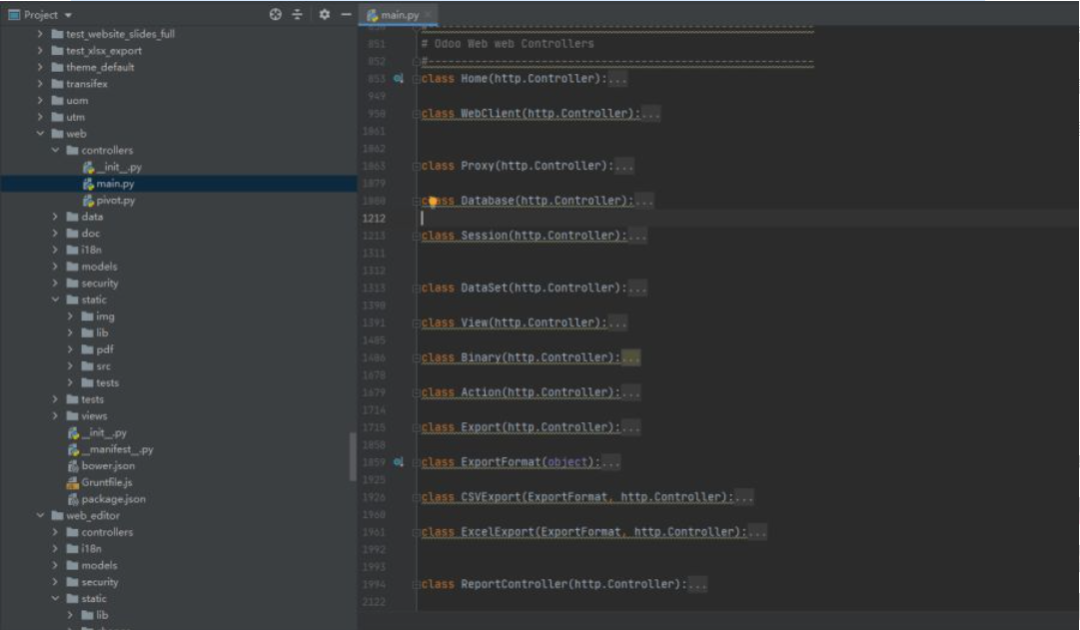 Project
test_website_slides_full
test_xlsx_export
theme_default
transifex
uom
utm
web
controllers
__init__.py
main.py
pivot.py
data
doc
i18n
models
security
static
img
lib
pdf
src
tests
tests
views
__init__.py
__manifest__.py
bower.json
Gruntfile.js
package.json
web_editor
controllers
i18n
models
security
static
lib
main.py
851 # Odoo Web web Controllers
852 #----------------------------------------------------------
853 class Home(http.Controller):...
949
950 class WebClient(http.Controller):...
1061
1062
1063 class Proxy(http.Controller):...
1079
1080 class Database(http.Controller):...
1212
1213 class Session(http.Controller):...
1311
1312
1313 class DataSet(http.Controller):...
1390
1391 class View(http.Controller):...
1405
1406 class Binary(http.Controller):...
1678
1679 class Action(http.Controller):...
1714
1715 class Export(http.Controller):...
1858
1859 class ExportFormat(object):...
1925
1926 class CSVExport(ExportFormat, http.Controller):...
1960
1961 class ExcelExport(ExportFormat, http.Controller):...
1992
1993
1994 class ReportController(http.Controller):...
2122